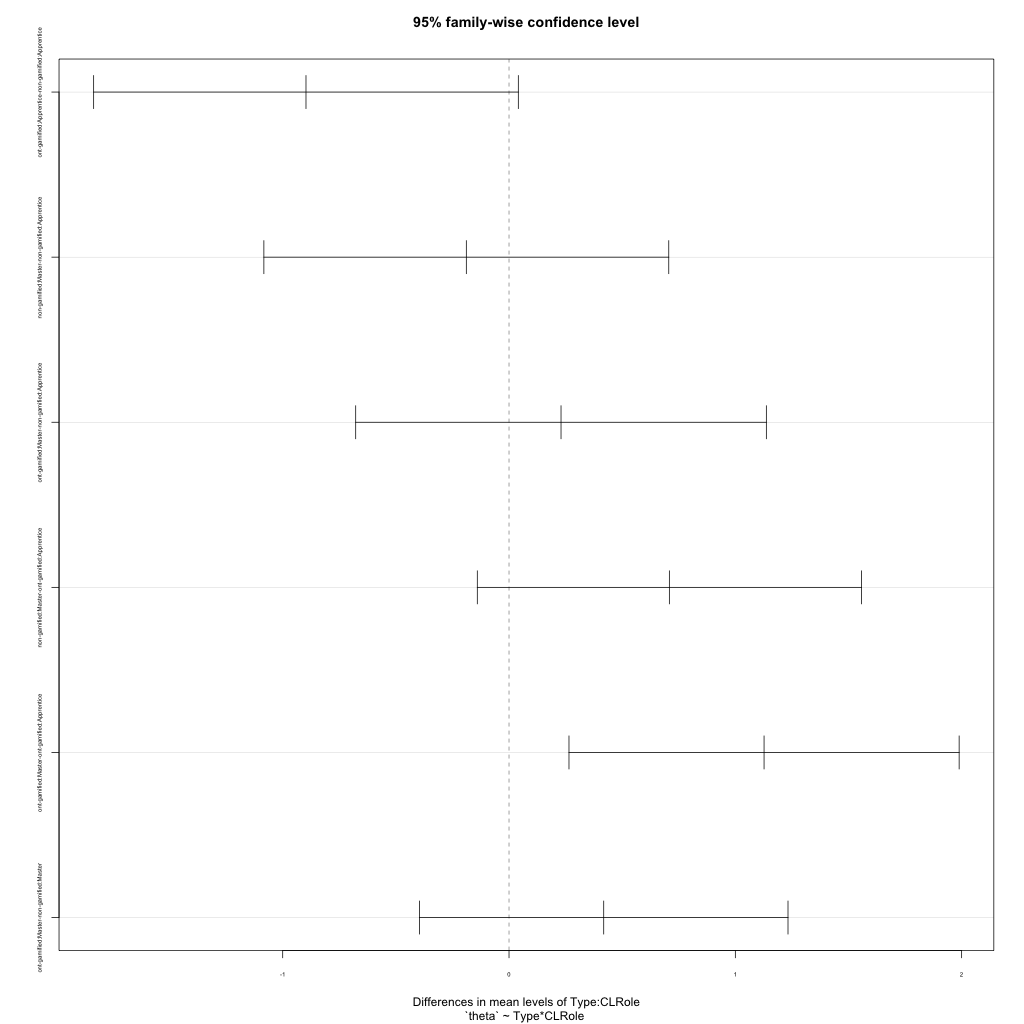 95% family-wise confidence level
ont-gamified:Apprentice-non-gamified:Apprentice
non-gamified:Master-non-gamified:Apprentice
ont-gamified:Master-non-gamified:Apprentice
non-gamified:Master-ont-gamified:Apprentice
ont-gamified:Master-ont-gamified:Apprentice
ont-gamified:Master-non-gamified:Master
-1 0 1 2
Differences in mean levels of Type:CLRole
`theta` ~ Type*CLRole